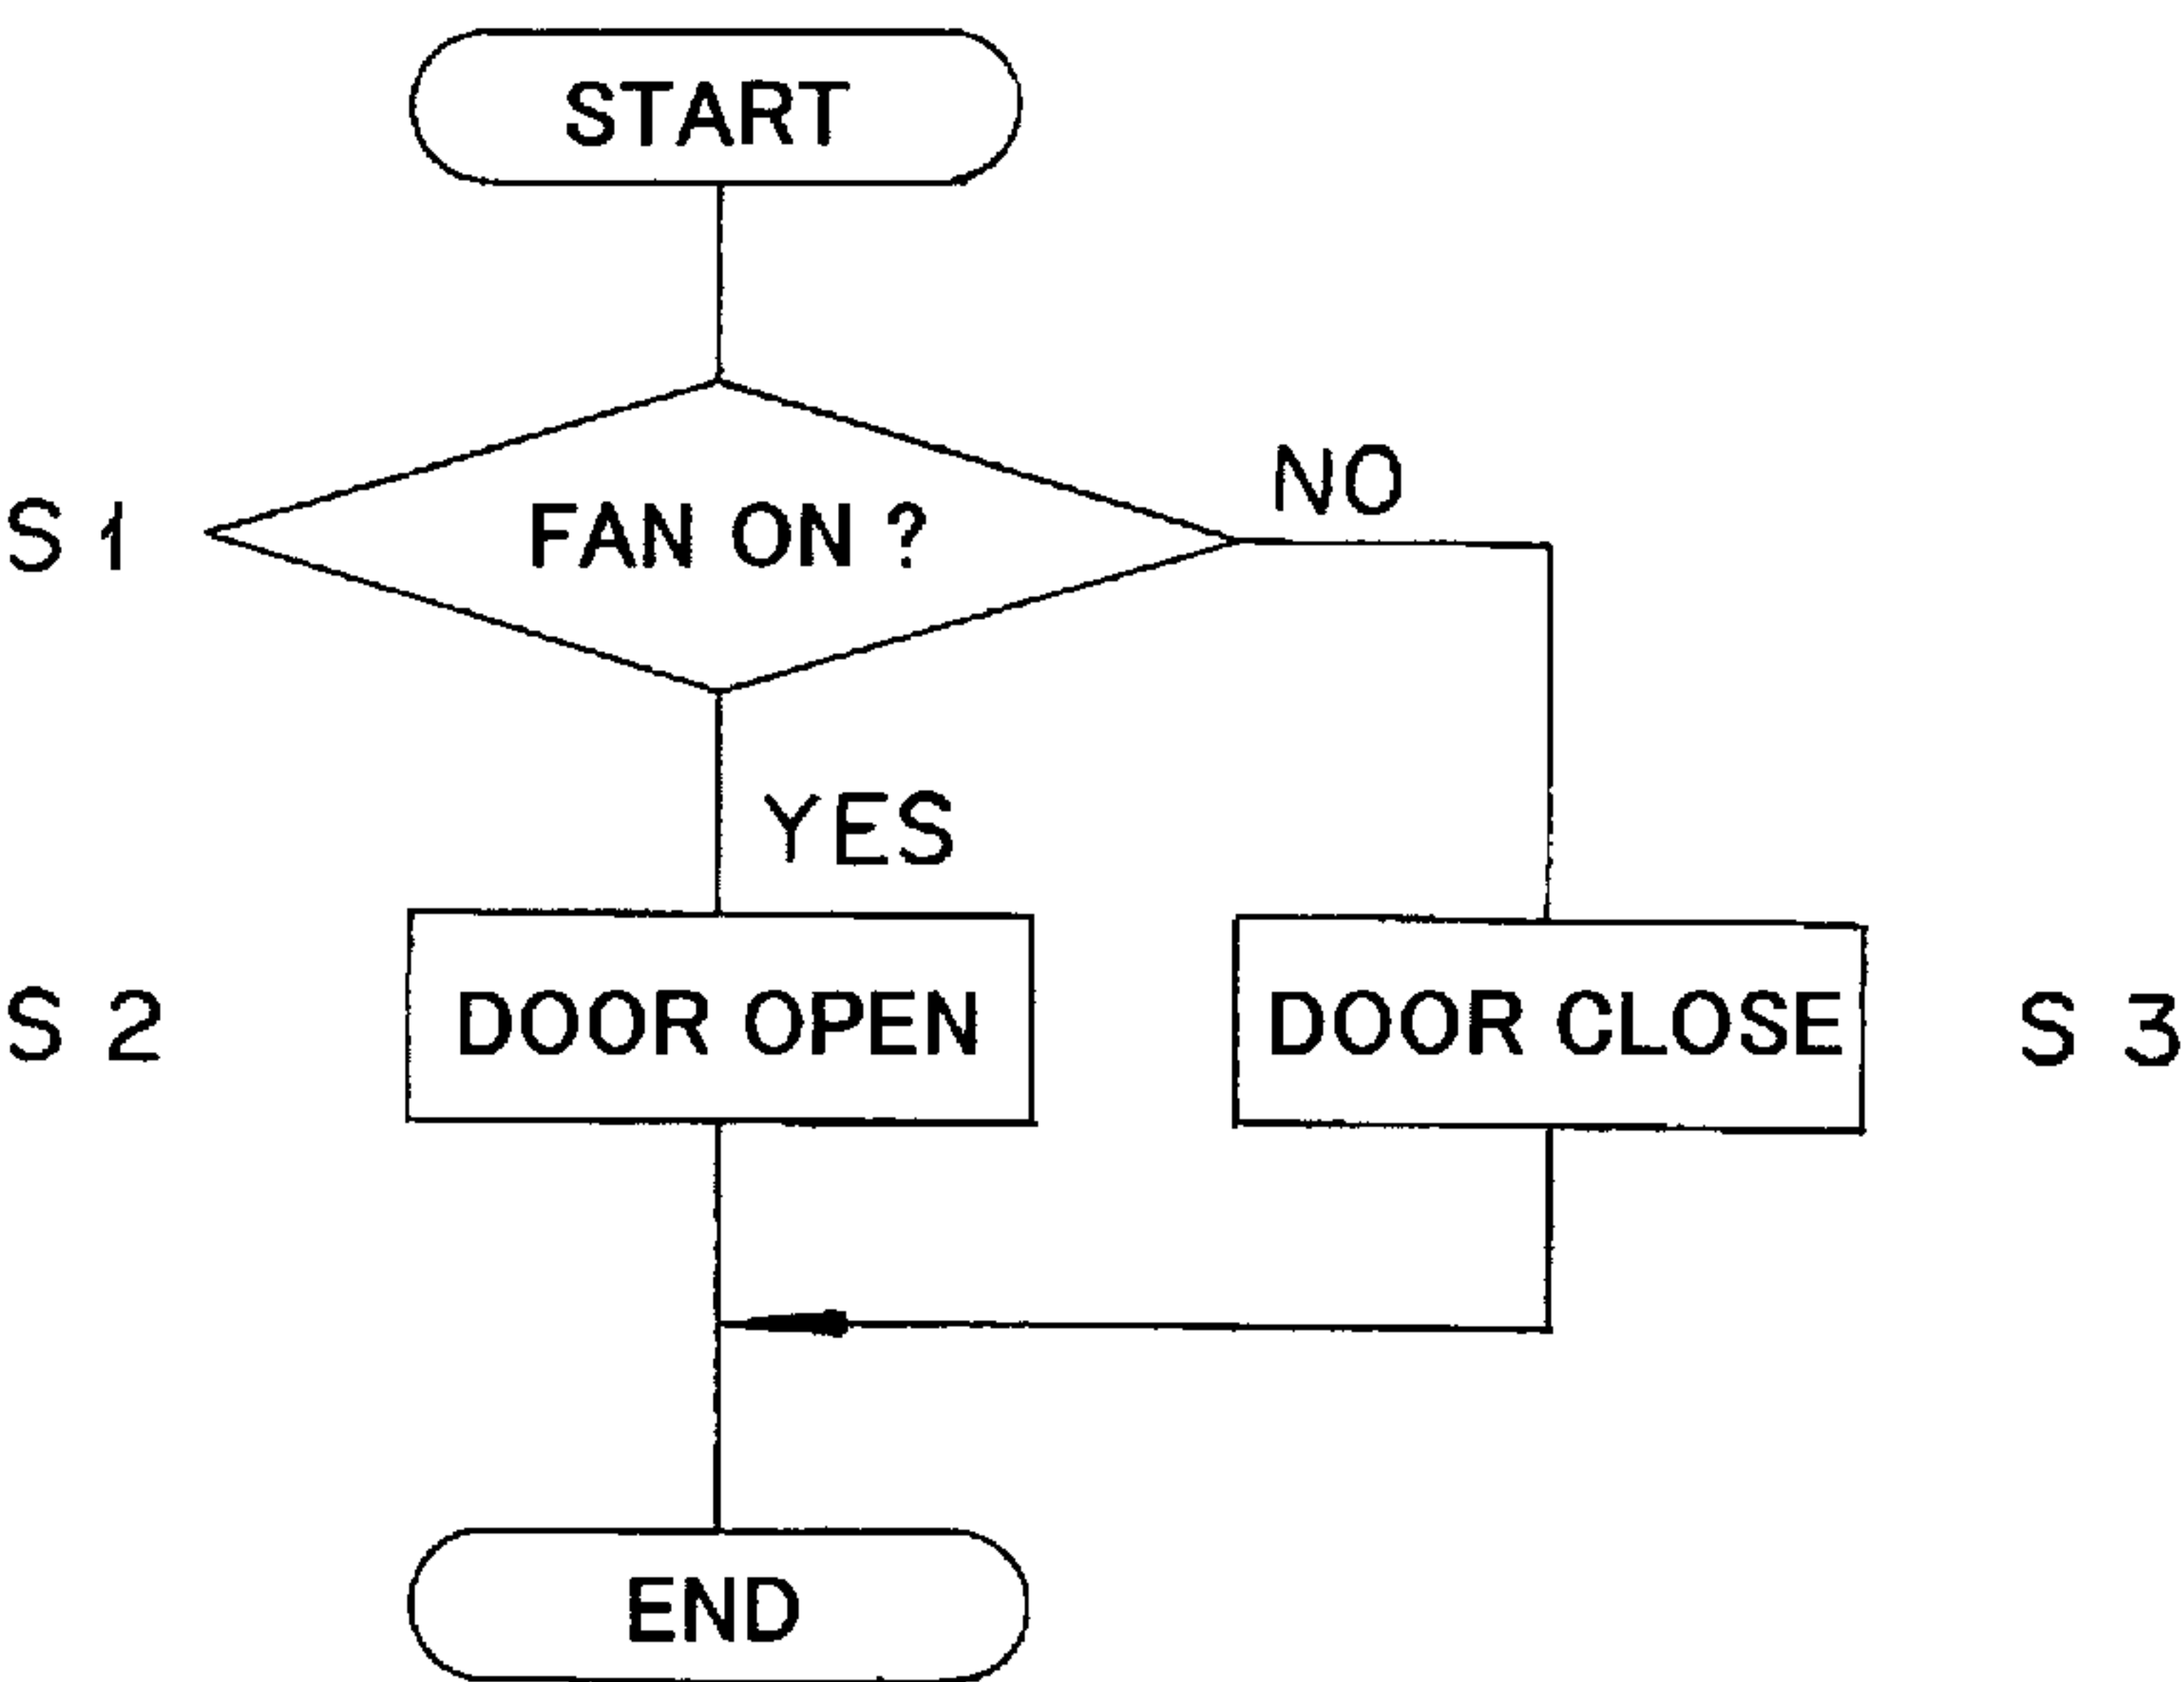 START
S 1
FAN ON ?
NO
YES
S 2
DOOR OPEN
DOOR CLOSE
S 3
END